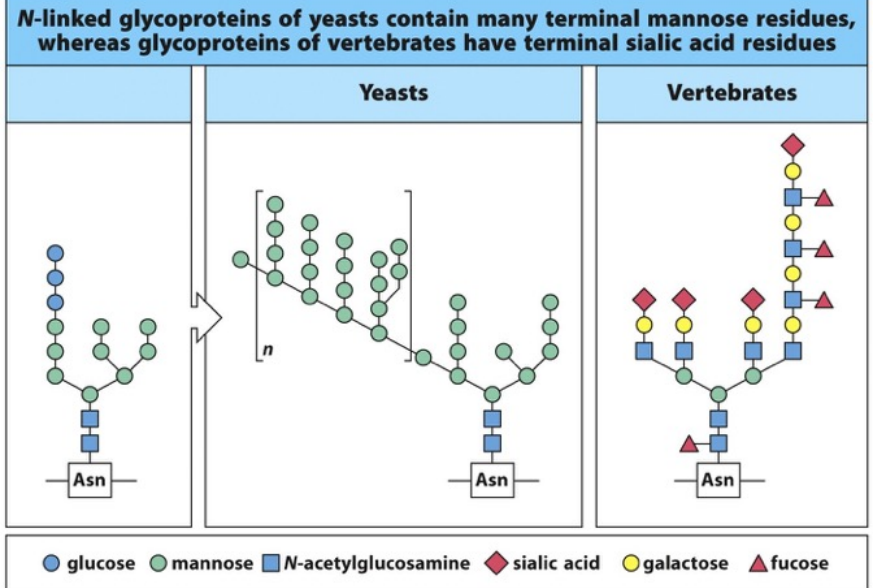 N-linked glycoproteins of yeasts contain many terminal mannose residues,
whereas glycoproteins of vertebrates have terminal sialic acid residues
Yeasts
Vertebrates
n
Asn
Asn
Asn
glucose mannose N-acetylglucosamine sialic acid galactose fucose